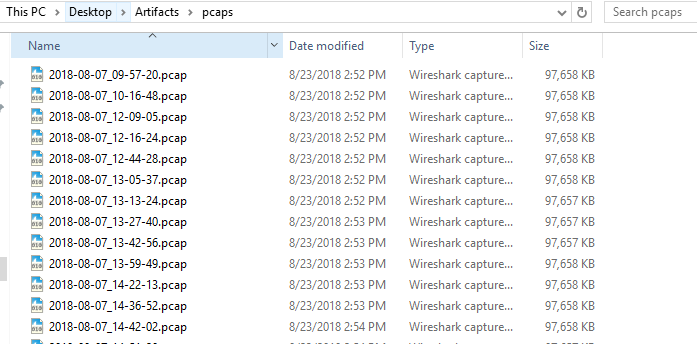 This PC > Desktop > Artifacts > pcaps Search pcaps
Name Date modified Type Size
2018-08-07_09-57-20.pcap 8/23/2018 2:52 PM Wireshark capture... 97,658 KB
2018-08-07_10-16-48.pcap 8/23/2018 2:52 PM Wireshark capture... 97,658 KB
2018-08-07_12-09-05.pcap 8/23/2018 2:52 PM Wireshark capture... 97,658 KB
2018-08-07_12-16-24.pcap 8/23/2018 2:52 PM Wireshark capture... 97,658 KB
2018-08-07_12-44-28.pcap 8/23/2018 2:52 PM Wireshark capture... 97,658 KB
2018-08-07_13-05-37.pcap 8/23/2018 2:52 PM Wireshark capture... 97,658 KB
2018-08-07_13-13-24.pcap 8/23/2018 2:52 PM Wireshark capture... 97,657 KB
2018-08-07_13-27-40.pcap 8/23/2018 2:53 PM Wireshark capture... 97,657 KB
2018-08-07_13-42-56.pcap 8/23/2018 2:53 PM Wireshark capture... 97,657 KB
2018-08-07_13-59-49.pcap 8/23/2018 2:53 PM Wireshark capture... 97,658 KB
2018-08-07_14-22-13.pcap 8/23/2018 2:53 PM Wireshark capture... 97,658 KB
2018-08-07_14-36-52.pcap 8/23/2018 2:53 PM Wireshark capture... 97,658 KB
2018-08-07_14-42-02.pcap 8/23/2018 2:54 PM Wireshark capture... 97,657 KB